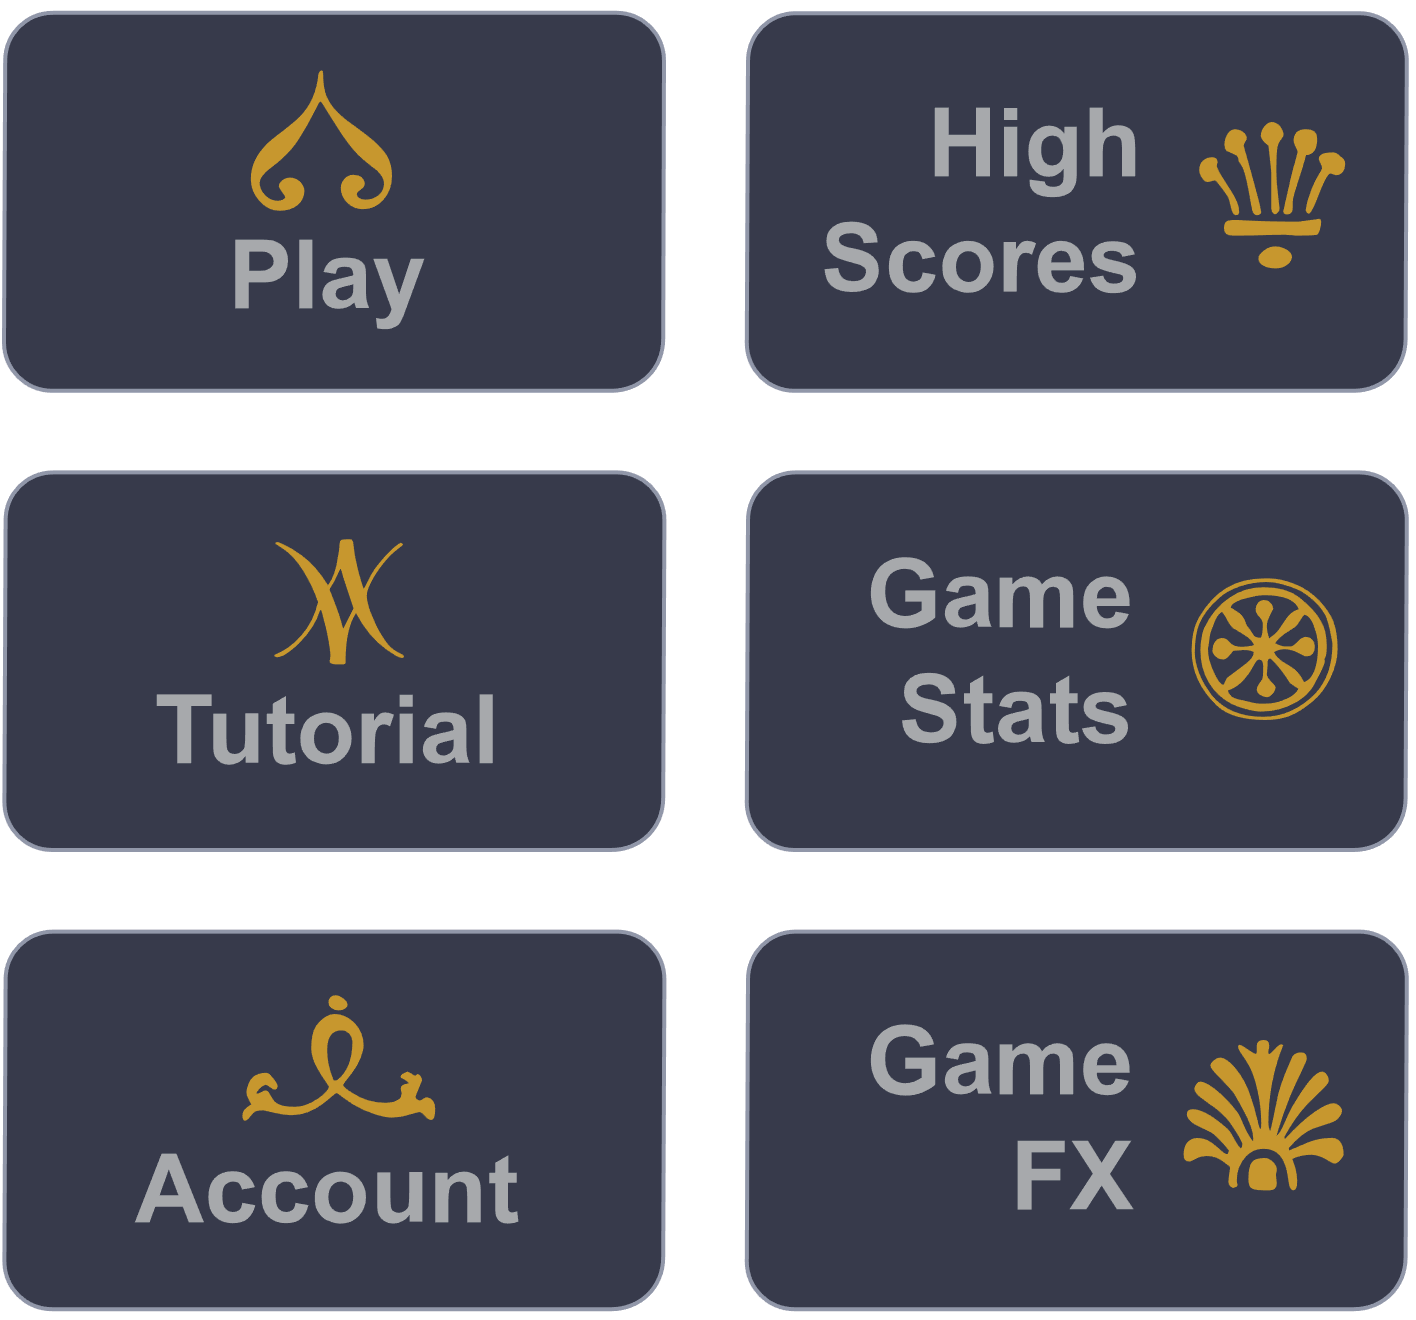 Play
High
Scores
Tutorial
Game
Stats
Account
Game
FX